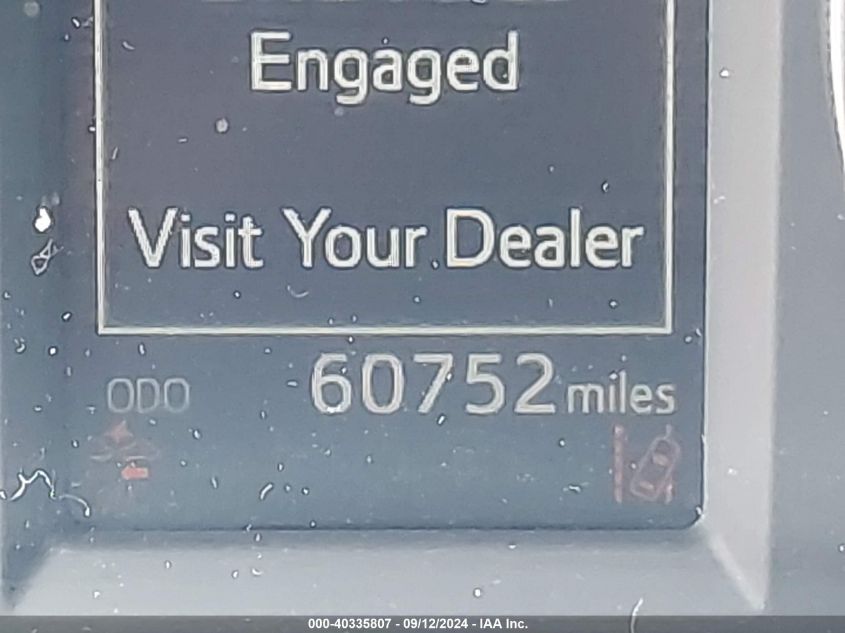 Engaged
Visit Your Dealer
ODO 60752 miles
000-40335807 - 09/12/2024 - IAA Inc.